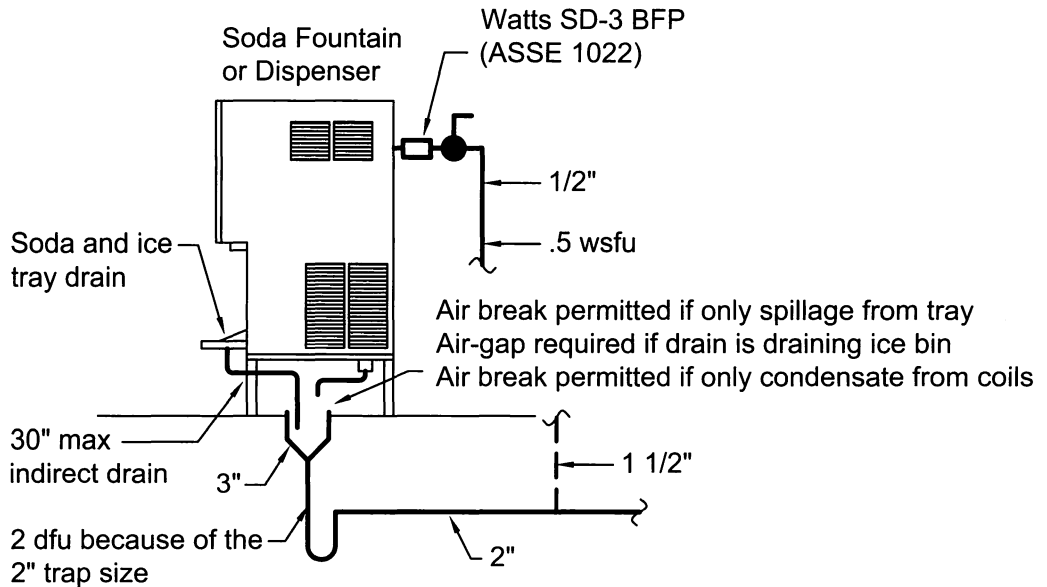 Watts SD-3 BFP
(ASSE 1022)
Soda Fountain
or Dispenser
1/2"
.5 wsfu
Soda and ice
tray drain
Air break permitted if only spillage from tray
Air-gap required if drain is draining ice bin
Air break permitted if only condensate from coils
30" max
indirect drain
3"
1 1/2"
2 dfu because of the
2" trap size
2"